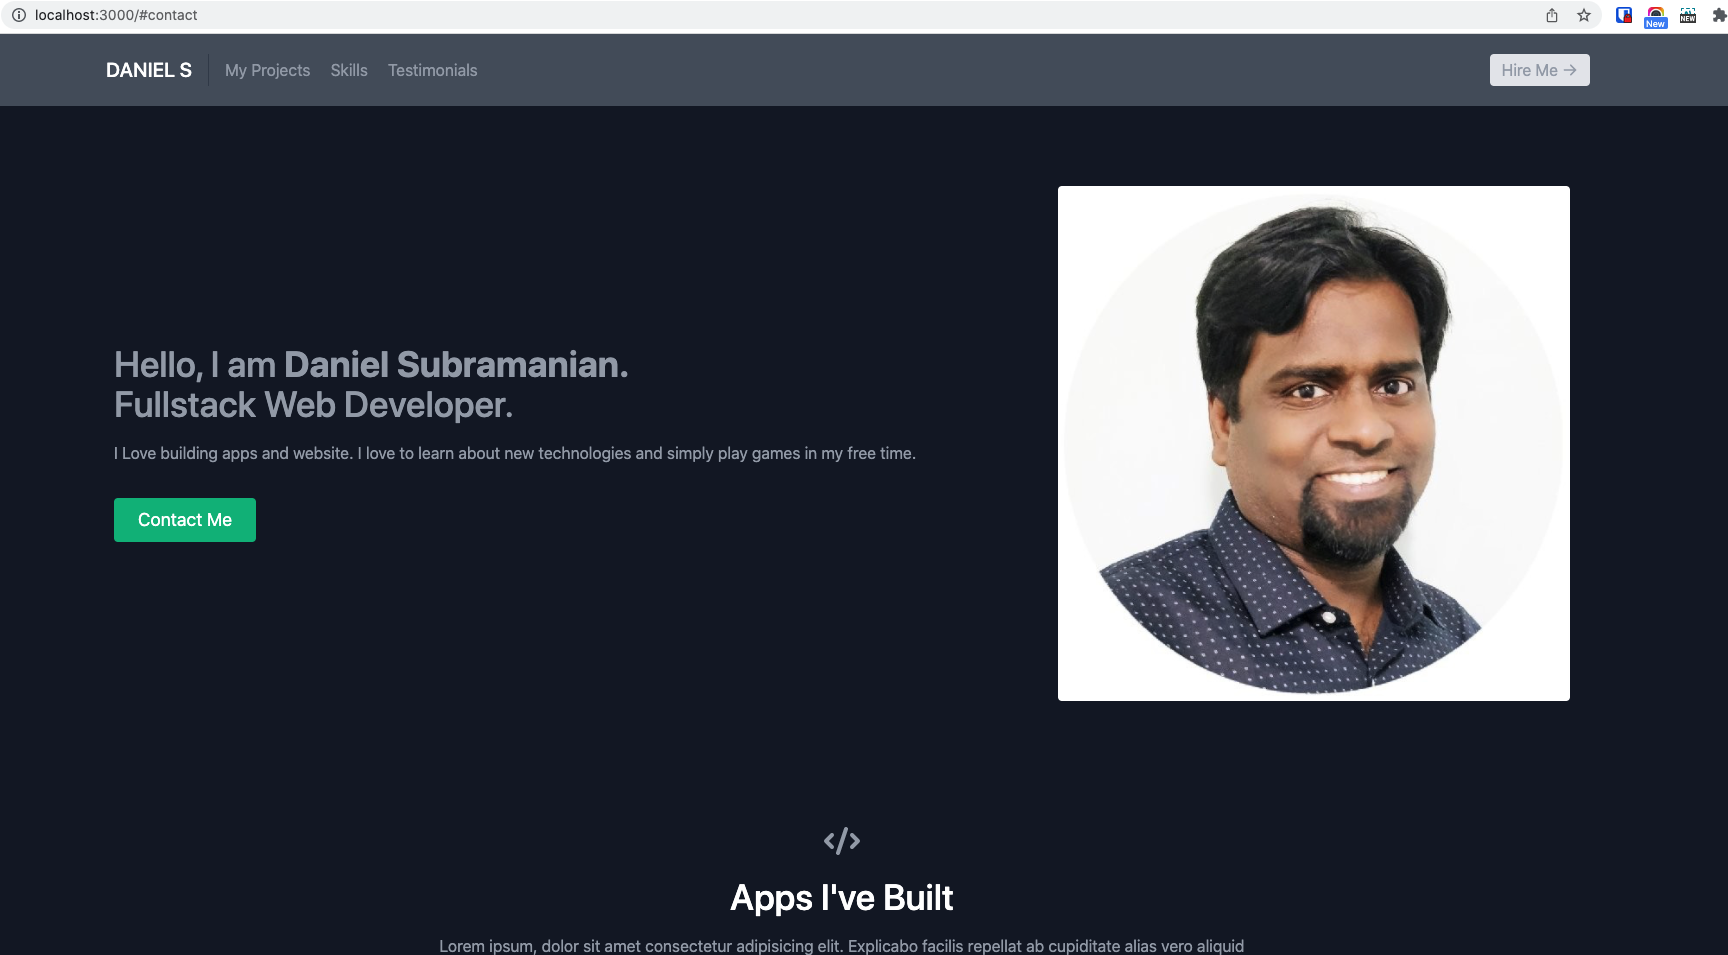 localhost:3000/#contact
New
NEW
DANIEL S
My Projects
Skills
Testimonials
Hire Me →
Hello, I am Daniel Subramanian.
Fullstack Web Developer.
I Love building apps and website. I love to learn about new technologies and simply play games in my free time.
Contact Me
</>
Apps I've Built
Lorem ipsum, dolor sit amet consectetur adipisicing elit. Explicabo facilis repellat ab cupiditate alias vero aliquid